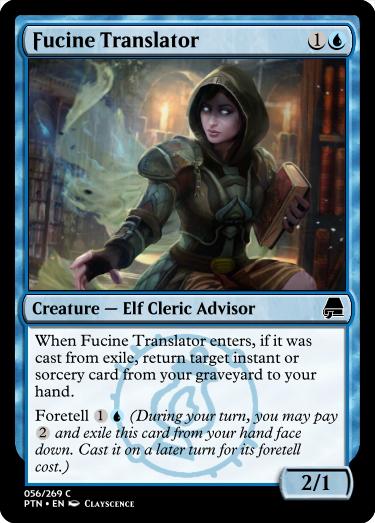 Fucine Translator 1
Creature — Elf Cleric Advisor
When Fucine Translator enters, if it was
cast from exile, return target instant or
sorcery card from your graveyard to your
hand.
Foretell 1 (During your turn, you may pay
2 and exile this card from your hand face
down. Cast it on a later turn for its foretell
cost.)
2/1
056/269 C
PTN • EN Clayscence